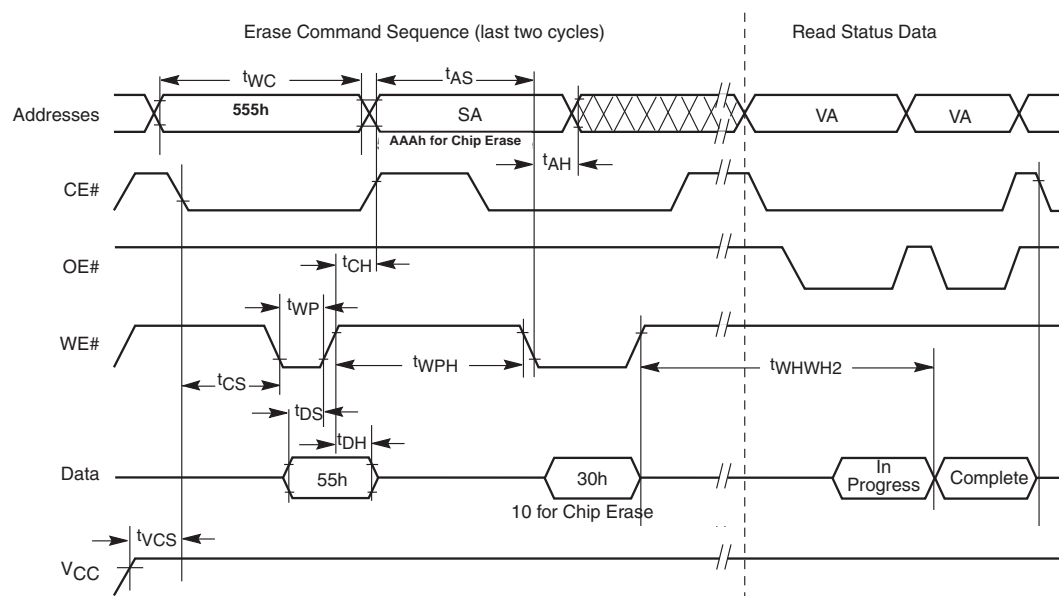 Erase Command Sequence (last two cycles)
Read Status Data
tWC
tAS
Addresses
555h
SA
VA
VA
AAAh for Chip Erase
tAH
CE#
OE#
tCH
tWP
WE#
tWPH
tWHWH2
tCS
tDS
tDH
Data
55h
30h
In
Progress
Complete
10 for Chip Erase
tVCS
VCC